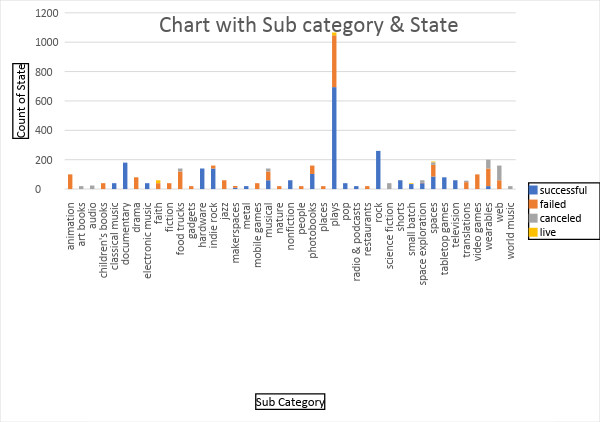 Chart with Sub category & State
1200
1000
800
600
400
200
0
Count of State
animation
art books
audio
children's books
classical music
documentary
drama
electronic music
faith
fiction
food trucks
gadgets
hardware
indie rock
jazz
makerspaces
metal
mobile games
musical
nature
nonfiction
people
photobooks
places
plays
pop
radio & podcasts
restaurants
rock
science fiction
shorts
small batch
space exploration
spaces
tabletop games
television
translations
video games
wearables
web
world music
Sub Category
successful
failed
canceled
live